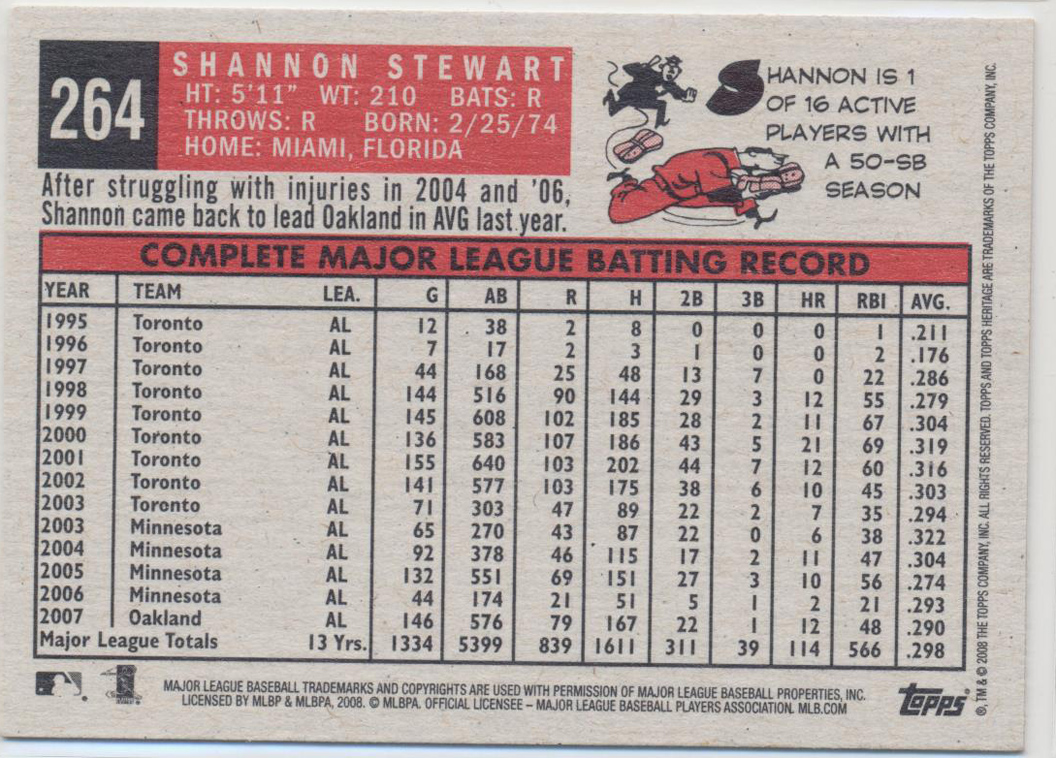 264
SHANNON STEWART
HT: 5'11" WT: 210 BATS: R
THROWS: R BORN: 2/25/74
HOME: MIAMI, FLORIDA
After struggling with injuries in 2004 and '06,
Shannon came back to lead Oakland in AVG last year.
SHANNON IS 1
OF 16 ACTIVE
PLAYERS WITH
A 50-SB
SEASON
COMPLETE MAJOR LEAGUE BATTING RECORD
YEAR TEAM LEA. G AB R H 2B 3B HR RBI AVG.
1995 Toronto AL 12 38 2 8 0 0 0 1 .211
1996 Toronto AL 7 17 2 3 1 0 0 2 .176
1997 Toronto AL 44 168 25 48 13 7 0 22 .286
1998 Toronto AL 144 516 90 144 29 3 12 55 .279
1999 Toronto AL 145 608 102 185 28 2 11 67 .304
2000 Toronto AL 136 583 107 186 43 5 21 69 .319
2001 Toronto AL 155 640 103 202 44 7 12 60 .316
2002 Toronto AL 141 577 103 175 38 6 10 45 .303
2003 Toronto AL 71 303 47 89 22 2 7 35 .294
2003 Minnesota AL 65 270 43 87 22 0 6 38 .322
2004 Minnesota AL 92 378 46 115 17 2 11 47 .304
2005 Minnesota AL 132 551 69 151 27 3 10 56 .274
2006 Minnesota AL 44 174 21 51 5 1 2 21 .293
2007 Oakland AL 146 576 79 167 22 1 12 48 .290
Major League Totals 13 Yrs. 1334 5399 839 1611 311 39 114 566 .298
MAJOR LEAGUE BASEBALL TRADEMARKS AND COPYRIGHTS ARE USED WITH PERMISSION OF MAJOR LEAGUE BASEBALL PROPERTIES, INC.
LICENSED BY MLBP & MLBPA, 2008. © MLBPA. OFFICIAL LICENSEE – MAJOR LEAGUE BASEBALL PLAYERS ASSOCIATION. MLB.COM
topps
®, TM & © 2008 THE TOPPS COMPANY, INC. ALL RIGHTS RESERVED. TOPPS AND TOPPS HERITAGE ARE TRADEMARKS OF THE TOPPS COMPANY, INC.